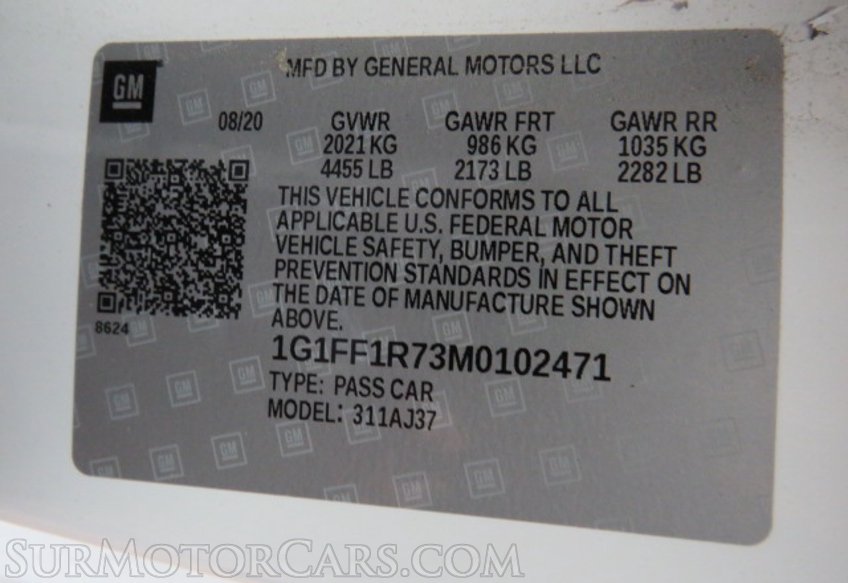 GM
MFD BY GENERAL MOTORS LLC
08/20 GVWR GAWR FRT GAWR RR
2021 KG 986 KG 1035 KG
4455 LB 2173 LB 2282 LB
THIS VEHICLE CONFORMS TO ALL
APPLICABLE U.S. FEDERAL MOTOR
VEHICLE SAFETY, BUMPER, AND THEFT
PREVENTION STANDARDS IN EFFECT ON
THE DATE OF MANUFACTURE SHOWN
ABOVE.
8624
1G1FF1R73M0102471
TYPE: PASS CAR
MODEL: 311AJ37
SURMOTORCARS.COM